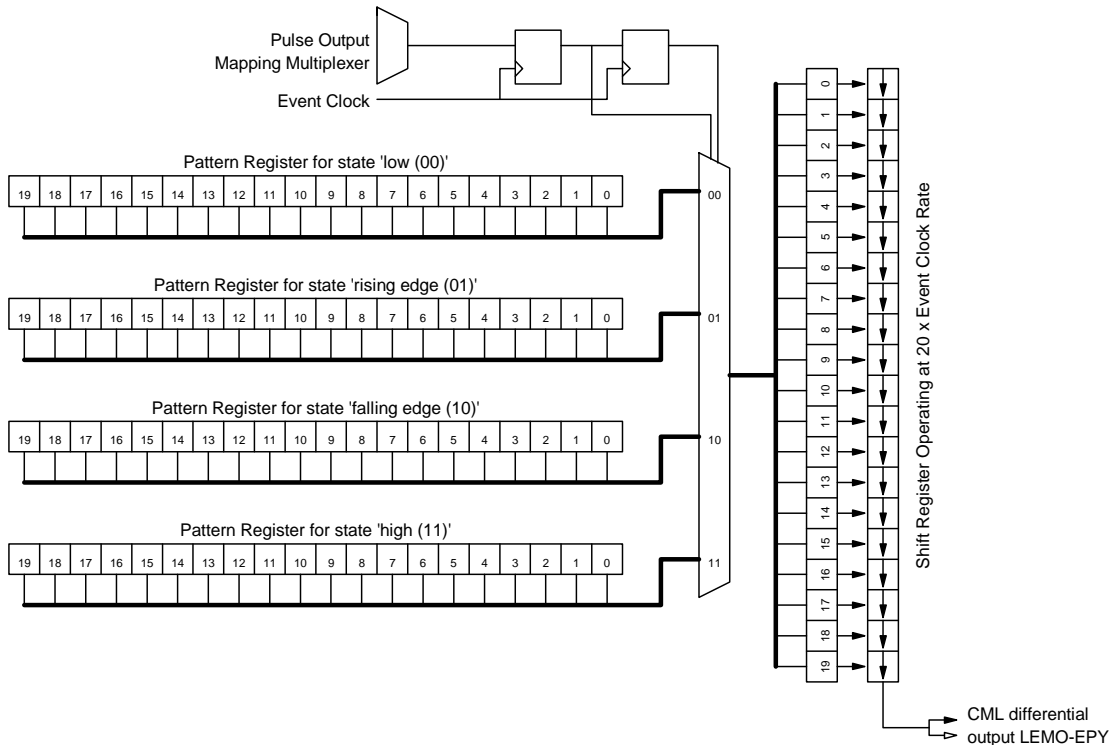 Pulse Output
Mapping Multiplexer
Event Clock
Pattern Register for state 'low (00)'
19 18 17 16 15 14 13 12 11 10 9 8 7 6 5 4 3 2 1 0
00
Pattern Register for state 'rising edge (01)'
19 18 17 16 15 14 13 12 11 10 9 8 7 6 5 4 3 2 1 0
01
Pattern Register for state 'falling edge (10)'
19 18 17 16 15 14 13 12 11 10 9 8 7 6 5 4 3 2 1 0
10
Pattern Register for state 'high (11)'
19 18 17 16 15 14 13 12 11 10 9 8 7 6 5 4 3 2 1 0
11
0
1
2
3
4
5
6
7
8
9
10
11
12
13
14
15
16
17
18
19
Shift Register Operating at 20 x Event Clock Rate
CML differential
output LEMO-EPY